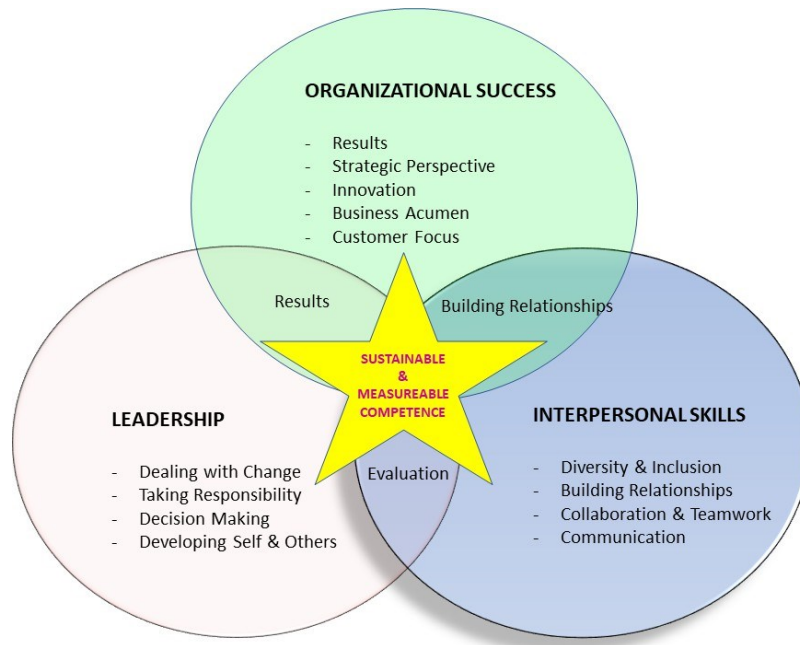 ORGANIZATIONAL SUCCESS
- Results
- Strategic Perspective
- Innovation
- Business Acumen
- Customer Focus
Results
Building Relationships
SUSTAINABLE
&
MEASUREABLE
COMPETENCE
LEADERSHIP
- Dealing with Change
- Taking Responsibility
- Decision Making
- Developing Self & Others
Evaluation
INTERPERSONAL SKILLS
- Diversity & Inclusion
- Building Relationships
- Collaboration & Teamwork
- Communication